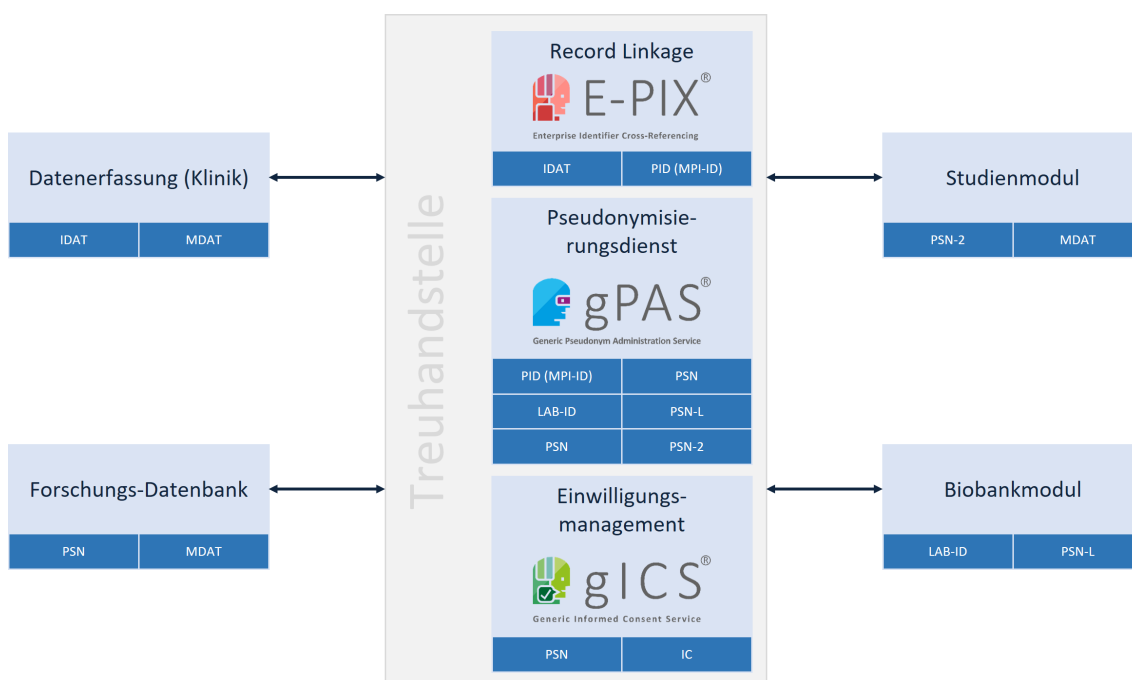 Record Linkage
E-PIX®
Enterprise Identifier Cross-Referencing
IDAT
PID (MPI-ID)
Datenerfassung (Klinik)
IDAT
MDAT
Studienmodul
PSN-2
MDAT
Treuhandstelle
Pseudonymisie-
rungsdienst
gPAS®
Generic Pseudonym Administration Service
PID (MPI-ID)
PSN
LAB-ID
PSN-L
PSN
PSN-2
Forschungs-Datenbank
PSN
MDAT
Einwilligungs-
management
gICS®
Generic Informed Consent Service
PSN
IC
Biobankmodul
LAB-ID
PSN-L